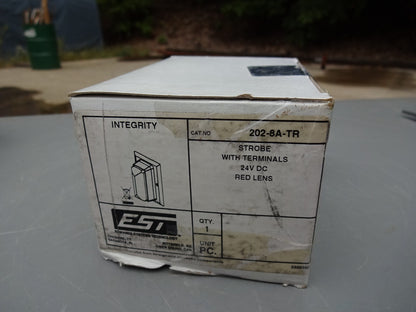 INTEGRITY
CAT.NO 202-8A-TR
STROBE
WITH TERMINALS
24V DC
RED LENS
EST
QTY.
1
UNIT
PC.